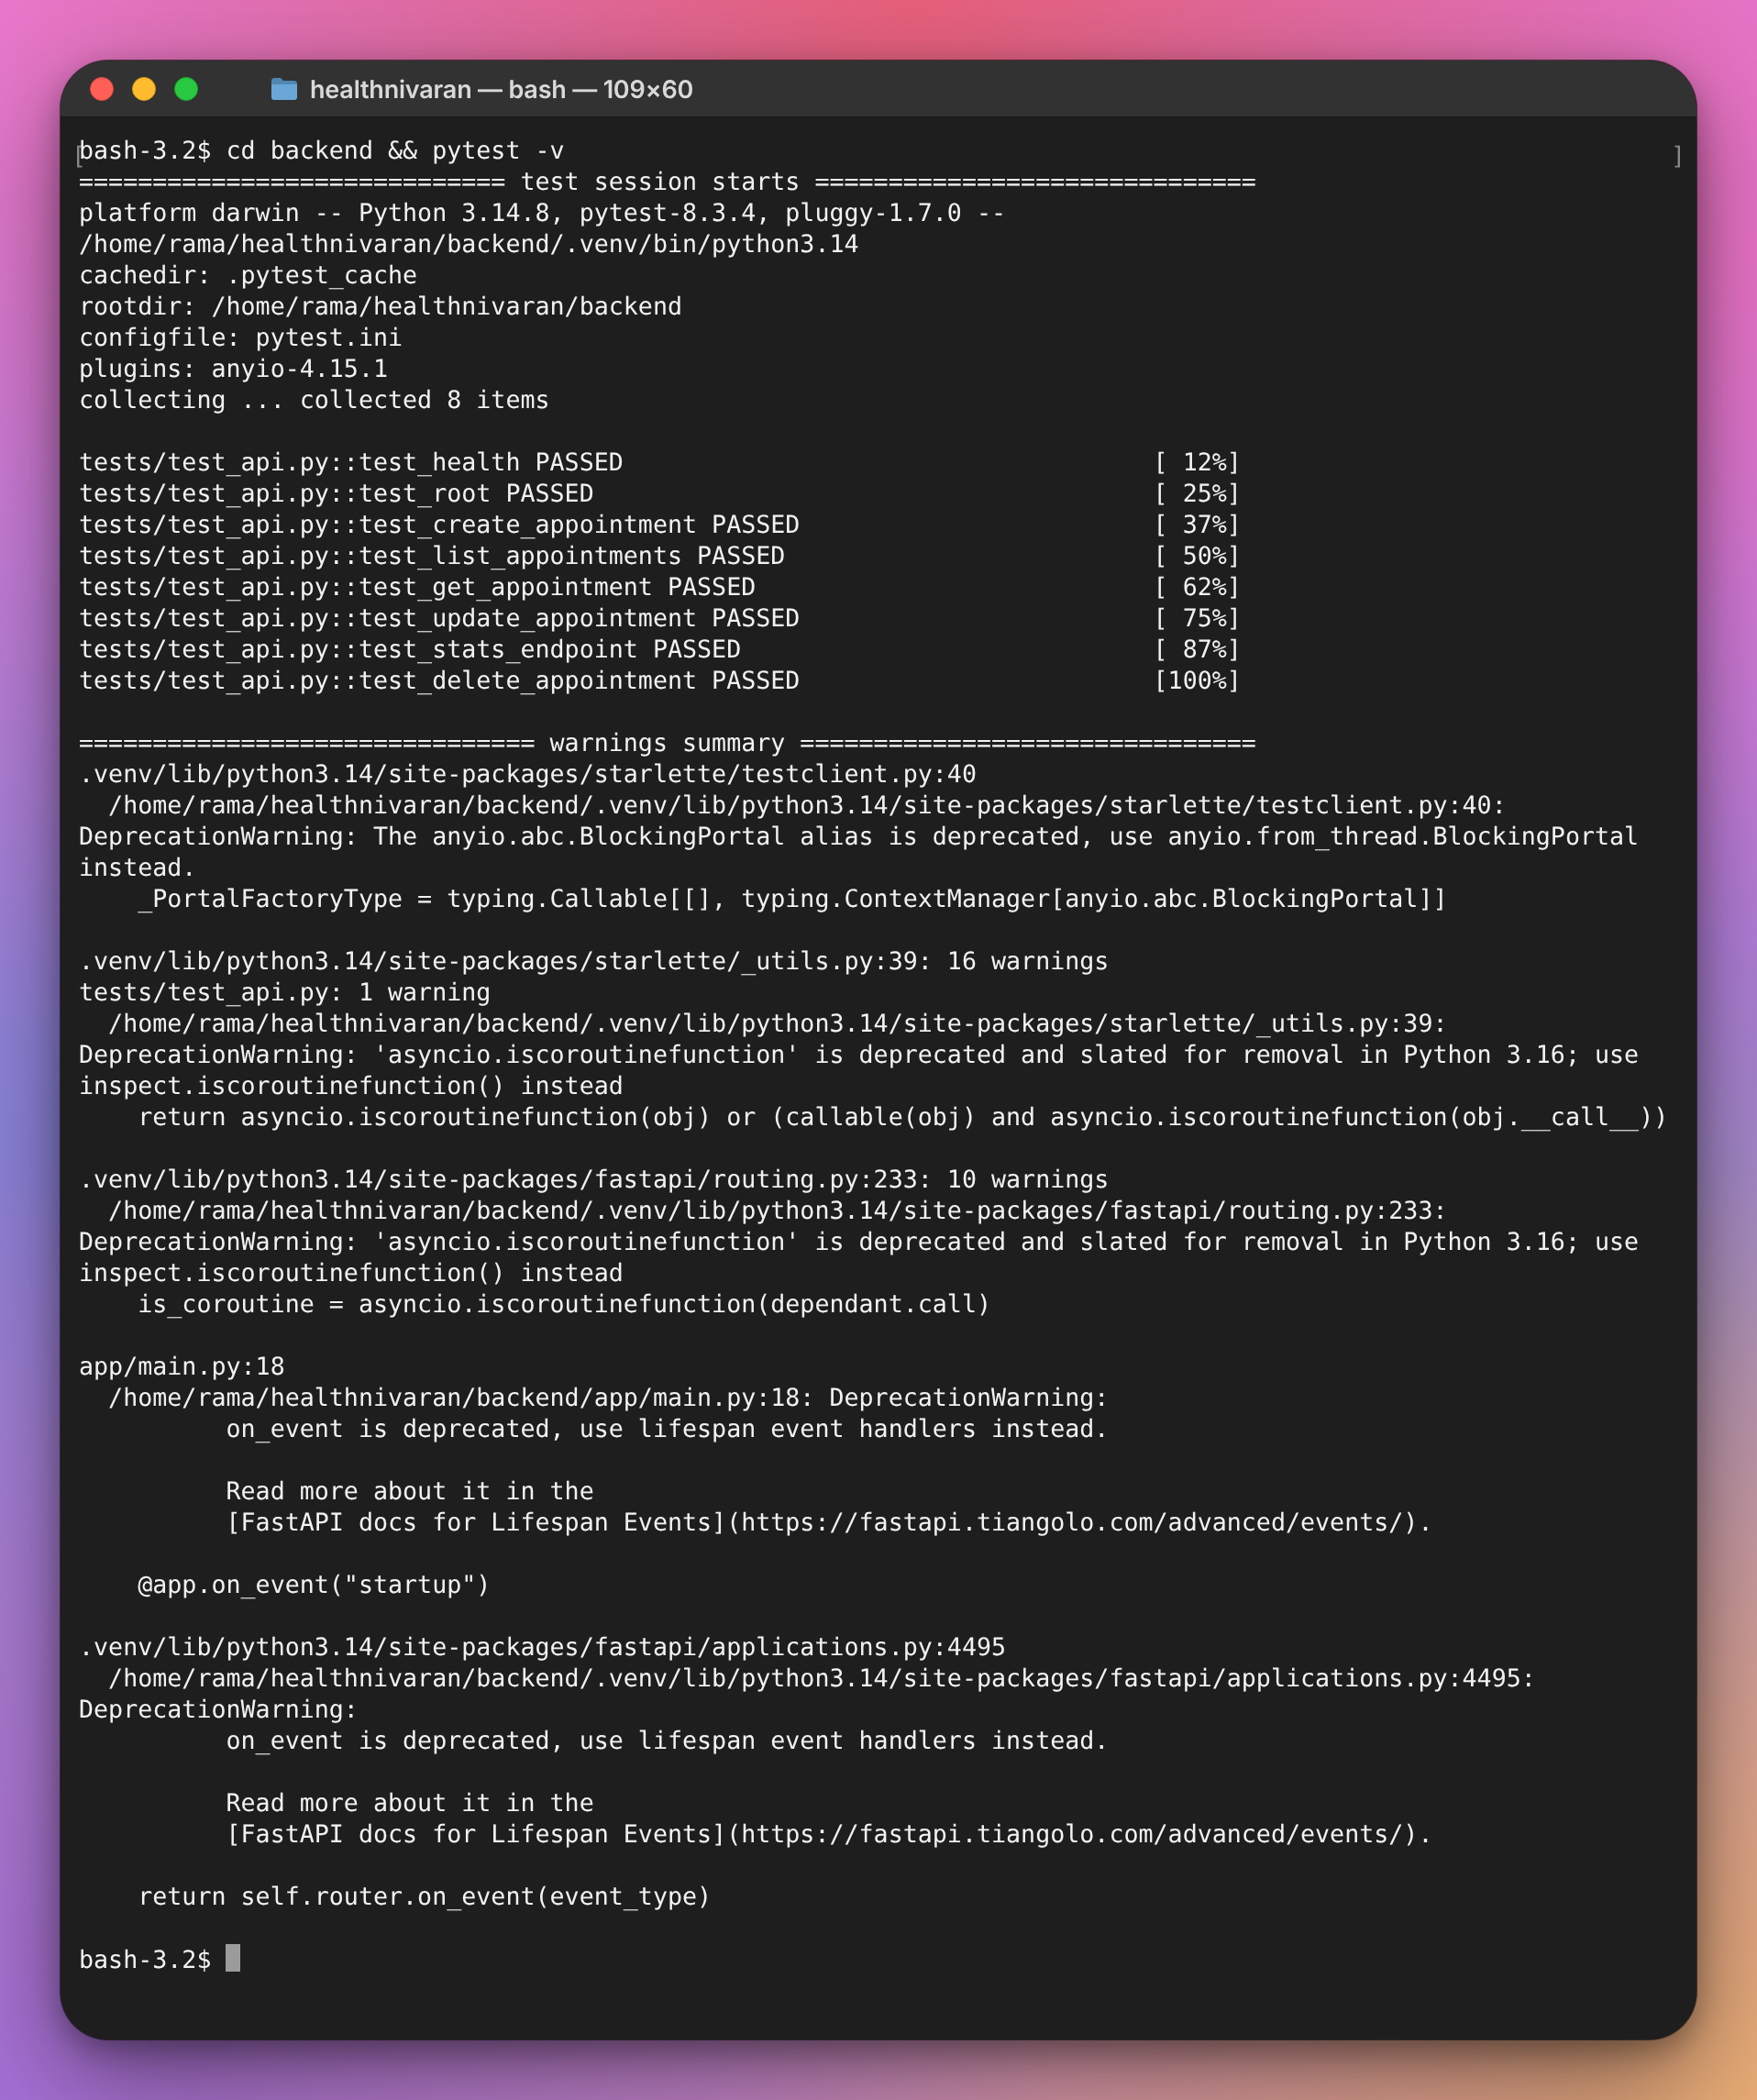 healthnivaran — bash — 109×60
[bash-3.2$ cd backend && pytest -v ]
============================= test session starts ==============================
platform darwin -- Python 3.14.8, pytest-8.3.4, pluggy-1.7.0 --
/home/rama/healthnivaran/backend/.venv/bin/python3.14
cachedir: .pytest_cache
rootdir: /home/rama/healthnivaran/backend
configfile: pytest.ini
plugins: anyio-4.15.1
collecting ... collected 8 items
tests/test_api.py::test_health PASSED [ 12%]
tests/test_api.py::test_root PASSED [ 25%]
tests/test_api.py::test_create_appointment PASSED [ 37%]
tests/test_api.py::test_list_appointments PASSED [ 50%]
tests/test_api.py::test_get_appointment PASSED [ 62%]
tests/test_api.py::test_update_appointment PASSED [ 75%]
tests/test_api.py::test_stats_endpoint PASSED [ 87%]
tests/test_api.py::test_delete_appointment PASSED [100%]
=============================== warnings summary ===============================
.venv/lib/python3.14/site-packages/starlette/testclient.py:40
/home/rama/healthnivaran/backend/.venv/lib/python3.14/site-packages/starlette/testclient.py:40:
DeprecationWarning: The anyio.abc.BlockingPortal alias is deprecated, use anyio.from_thread.BlockingPortal
instead.
_PortalFactoryType = typing.Callable[[], typing.ContextManager[anyio.abc.BlockingPortal]]
.venv/lib/python3.14/site-packages/starlette/_utils.py:39: 16 warnings
tests/test_api.py: 1 warning
/home/rama/healthnivaran/backend/.venv/lib/python3.14/site-packages/starlette/_utils.py:39:
DeprecationWarning: 'asyncio.iscoroutinefunction' is deprecated and slated for removal in Python 3.16; use
inspect.iscoroutinefunction() instead
return asyncio.iscoroutinefunction(obj) or (callable(obj) and asyncio.iscoroutinefunction(obj.__call__))
.venv/lib/python3.14/site-packages/fastapi/routing.py:233: 10 warnings
/home/rama/healthnivaran/backend/.venv/lib/python3.14/site-packages/fastapi/routing.py:233:
DeprecationWarning: 'asyncio.iscoroutinefunction' is deprecated and slated for removal in Python 3.16; use
inspect.iscoroutinefunction() instead
is_coroutine = asyncio.iscoroutinefunction(dependant.call)
app/main.py:18
/home/rama/healthnivaran/backend/app/main.py:18: DeprecationWarning:
on_event is deprecated, use lifespan event handlers instead.
Read more about it in the
[FastAPI docs for Lifespan Events](https://fastapi.tiangolo.com/advanced/events/).
@app.on_event("startup")
.venv/lib/python3.14/site-packages/fastapi/applications.py:4495
/home/rama/healthnivaran/backend/.venv/lib/python3.14/site-packages/fastapi/applications.py:4495:
DeprecationWarning:
on_event is deprecated, use lifespan event handlers instead.
Read more about it in the
[FastAPI docs for Lifespan Events](https://fastapi.tiangolo.com/advanced/events/).
return self.router.on_event(event_type)
bash-3.2$